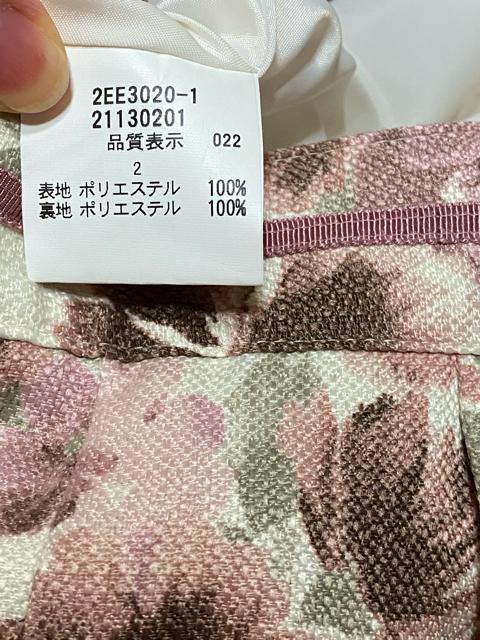 2EE3020-1
21130201
品質表示 022
2
表地 ポリエステル 100%
裏地 ポリエステル 100%